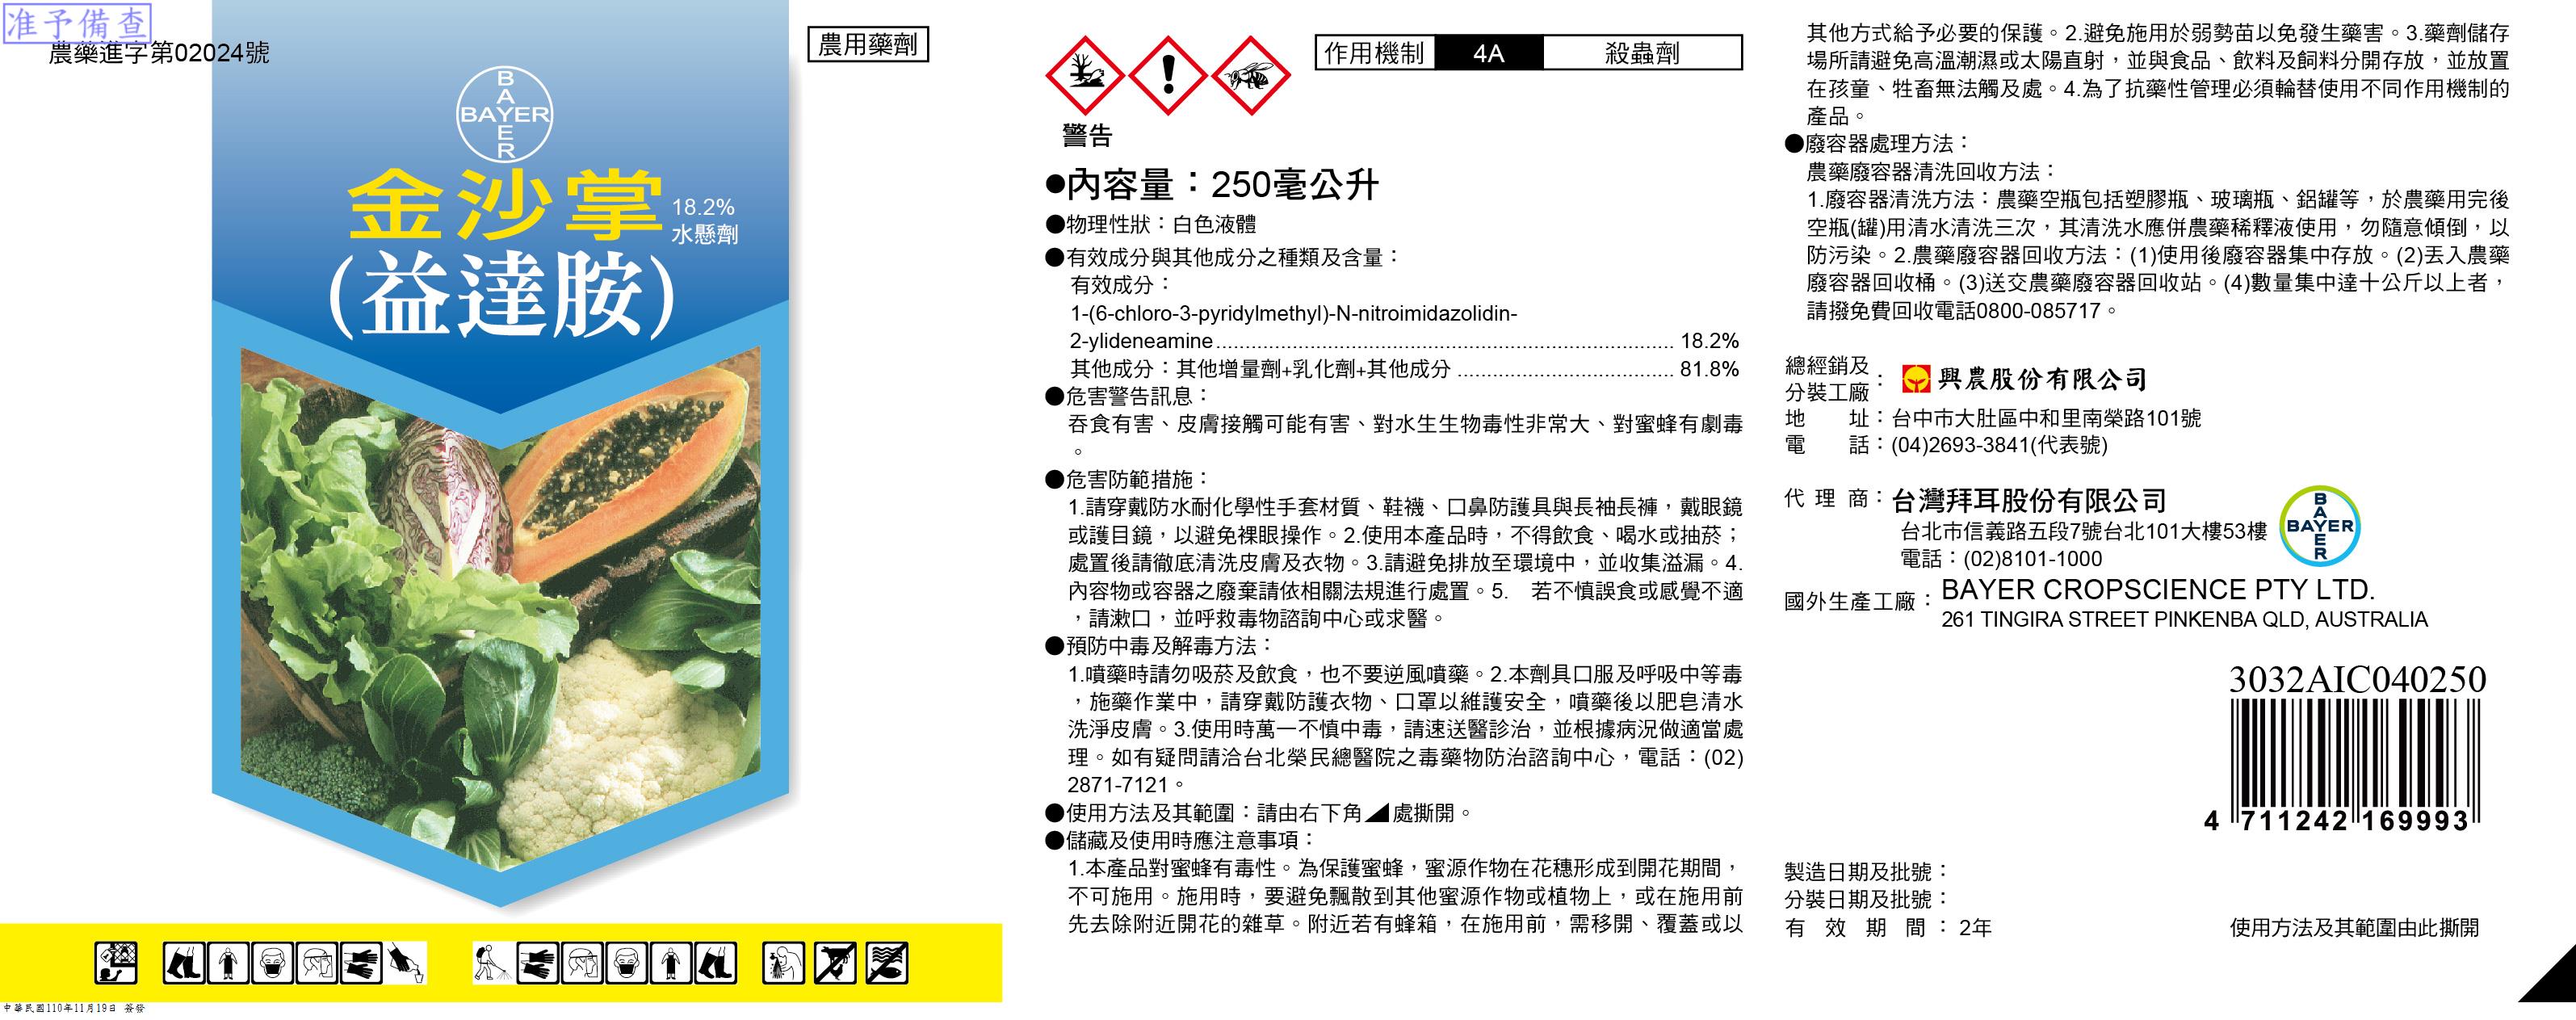 准予備查
農藥進字第02024號
農用藥劑
BAYER
BAYER
金沙掌
18.2%
水懸劑
(益達胺)
中華民國110年11月19日 簽發
作用機制 4A 殺蟲劑
警告
●內容量：250毫公升
●物理性狀：白色液體
●有效成分與其他成分之種類及含量：
有效成分：
1-(6-chloro-3-pyridylmethyl)-N-nitroimidazolidin-
2-ylideneamine.............................................................................. 18.2%
其他成分：其他增量劑+乳化劑+其他成分 ..................................... 81.8%
●危害警告訊息：
吞食有害、皮膚接觸可能有害、對水生生物毒性非常大、對蜜蜂有劇毒
。
●危害防範措施：
1.請穿戴防水耐化學性手套材質、鞋襪、口鼻防護具與長袖長褲，戴眼鏡
或護目鏡，以避免裸眼操作。2.使用本產品時，不得飲食、喝水或抽菸；
處置後請徹底清洗皮膚及衣物。3.請避免排放至環境中，並收集溢漏。4.
內容物或容器之廢棄請依相關法規進行處置。5. 若不慎誤食或感覺不適
，請漱口，並呼救毒物諮詢中心或求醫。
●預防中毒及解毒方法：
1.噴藥時請勿吸菸及飲食，也不要逆風噴藥。2.本劑具口服及呼吸中等毒
，施藥作業中，請穿戴防護衣物、口罩以維護安全，噴藥後以肥皂清水
洗淨皮膚。3.使用時萬一不慎中毒，請速送醫診治，並根據病況做適當處
理。如有疑問請洽台北榮民總醫院之毒藥物防治諮詢中心，電話：(02)
2871-7121。
●使用方法及其範圍：請由右下角◢處撕開。
●儲藏及使用時應注意事項：
1.本產品對蜜蜂有毒性。為保護蜜蜂，蜜源作物在花穗形成到開花期間，
不可施用。施用時，要避免飄散到其他蜜源作物或植物上，或在施用前
先去除附近開花的雜草。附近若有蜂箱，在施用前，需移開、覆蓋或以
其他方式給予必要的保護。2.避免施用於弱勢苗以免發生藥害。3.藥劑儲存
場所請避免高溫潮濕或太陽直射，並與食品、飲料及飼料分開存放，並放置
在孩童、牲畜無法觸及處。4.為了抗藥性管理必須輪替使用不同作用機制的
產品。
●廢容器處理方法：
農藥廢容器清洗回收方法：
1.廢容器清洗方法：農藥空瓶包括塑膠瓶、玻璃瓶、鋁罐等，於農藥用完後
空瓶(罐)用清水清洗三次，其清洗水應併農藥稀釋液使用，勿隨意傾倒，以
防污染。2.農藥廢容器回收方法：(1)使用後廢容器集中存放。(2)丟入農藥
廢容器回收桶。(3)送交農藥廢容器回收站。(4)數量集中達十公斤以上者，
請撥免費回收電話0800-085717。
總經銷及
分裝工廠：興農股份有限公司
地 址：台中市大肚區中和里南榮路101號
電 話：(04)2693-3841(代表號)
代理商：台灣拜耳股份有限公司
台北市信義路五段7號台北101大樓53樓
電話：(02)8101-1000
BAYER
BAYER
國外生產工廠：BAYER CROPSCIENCE PTY LTD.
261 TINGIRA STREET PINKENBA QLD, AUSTRALIA
3032AIC040250
4 711242 169993
製造日期及批號：
分裝日期及批號：
有效期間：2年
使用方法及其範圍由此撕開